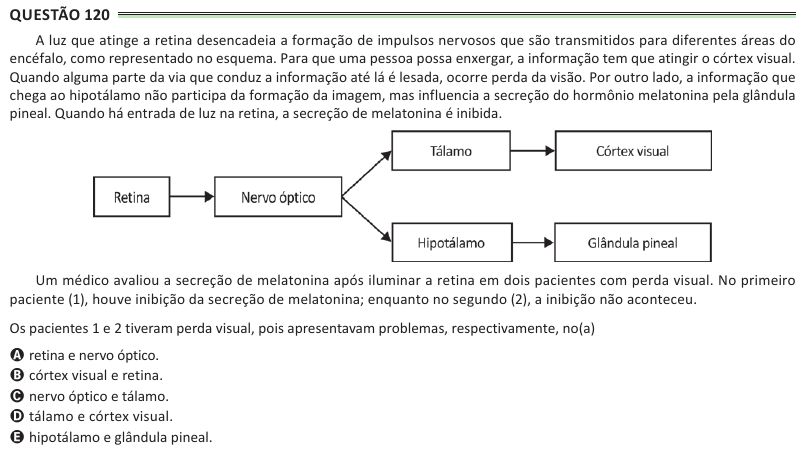 QUESTÃO 120
A luz que atinge a retina desencadeia a formação de impulsos nervosos que são transmitidos para diferentes áreas do
encéfalo, como representado no esquema. Para que uma pessoa possa enxergar, a informação tem que atingir o córtex visual.
Quando alguma parte da via que conduz a informação até lá é lesada, ocorre perda da visão. Por outro lado, a informação que
chega ao hipotálamo não participa da formação da imagem, mas influencia a secreção do hormônio melatonina pela glândula
pineal. Quando há entrada de luz na retina, a secreção de melatonina é inibida.
Tálamo
Córtex visual
Retina
Nervo óptico
Hipotálamo
Glândula pineal
Um médico avaliou a secreção de melatonina após iluminar a retina em dois pacientes com perda visual. No primeiro
paciente (1), houve inibição da secreção de melatonina; enquanto no segundo (2), a inibição não aconteceu.
Os pacientes 1 e 2 tiveram perda visual, pois apresentavam problemas, respectivamente, no(a)
A retina e nervo óptico.
B córtex visual e retina.
C nervo óptico e tálamo.
D tálamo e córtex visual.
E hipotálamo e glândula pineal.